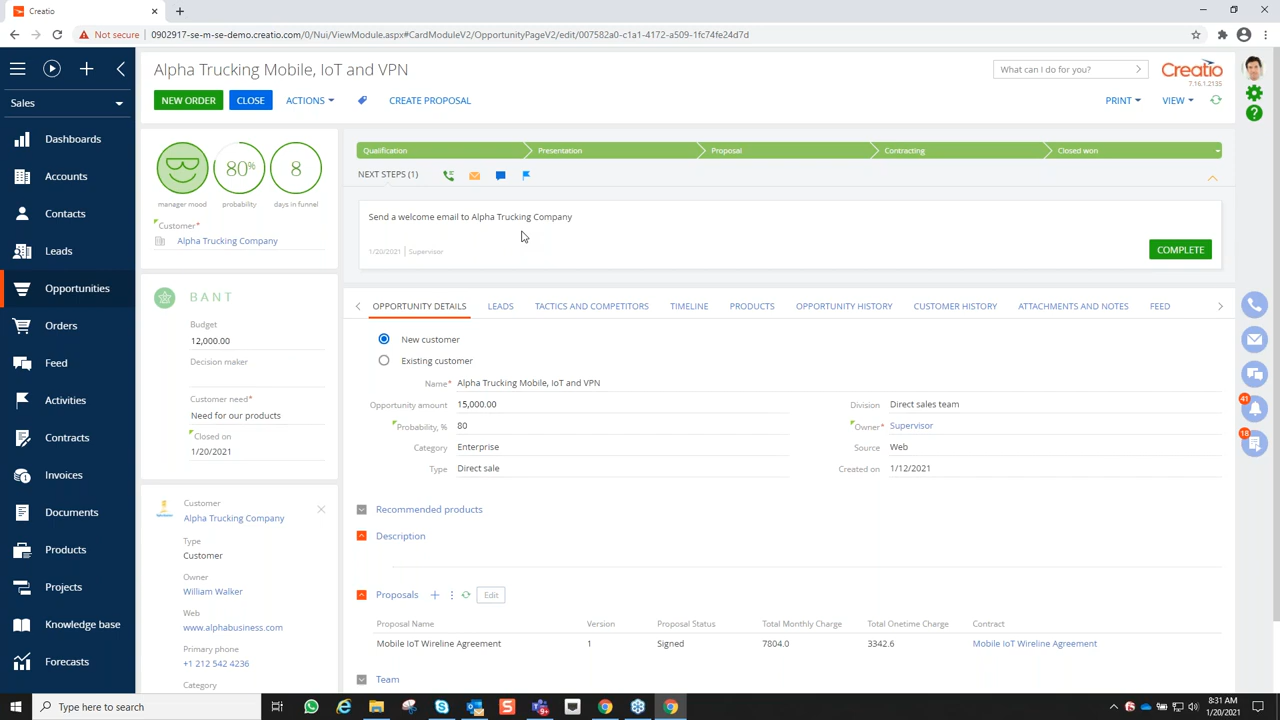 Creatio
Not secure
0902917-se-m-se-demo.creatio.com/0/Nui/ViewModule.aspx#CardModuleV2/OpportunityPageV2/edit/007582a0-c1a1-4172-a509-1fc74fe24d7d
Alpha Trucking Mobile, IoT and VPN
What can I do for you?
Creatio
7.16.1.2135
Sales
NEW ORDER
CLOSE
ACTIONS
CREATE PROPOSAL
PRINT
VIEW
Dashboards
Accounts
Contacts
Leads
Opportunities
Orders
Feed
Activities
Contracts
Invoices
Documents
Products
Projects
Knowledge base
Forecasts
80%
8
manager mood
probability
days in funnel
Customer*
Alpha Trucking Company
BANT
Budget
12,000.00
Decision maker
Customer need*
Need for our products
Closed on
1/20/2021
Customer
Alpha Trucking Company
Type
Customer
Owner
William Walker
Web
www.alphabusiness.com
Primary phone
+1 212 542 4236
Category
Qualification
Presentation
Proposal
Contracting
Closed won
NEXT STEPS (1)
Send a welcome email to Alpha Trucking Company
1/20/2021
Supervisor
COMPLETE
OPPORTUNITY DETAILS
LEADS
TACTICS AND COMPETITORS
TIMELINE
PRODUCTS
OPPORTUNITY HISTORY
CUSTOMER HISTORY
ATTACHMENTS AND NOTES
FEED
New customer
Existing customer
Name* Alpha Trucking Mobile, IoT and VPN
Opportunity amount 15,000.00
Division Direct sales team
Probability, % 80
Owner* Supervisor
Category Enterprise
Source Web
Type Direct sale
Created on 1/12/2021
Recommended products
Description
Proposals
Edit
Proposal Name Version Proposal Status Total Monthly Charge Total Onetime Charge Contract
Mobile IoT Wireline Agreement 1 Signed 7804.0 3342.6 Mobile IoT Wireline Agreement
Team
41
18
Type here to search
8:31 AM
1/20/2021